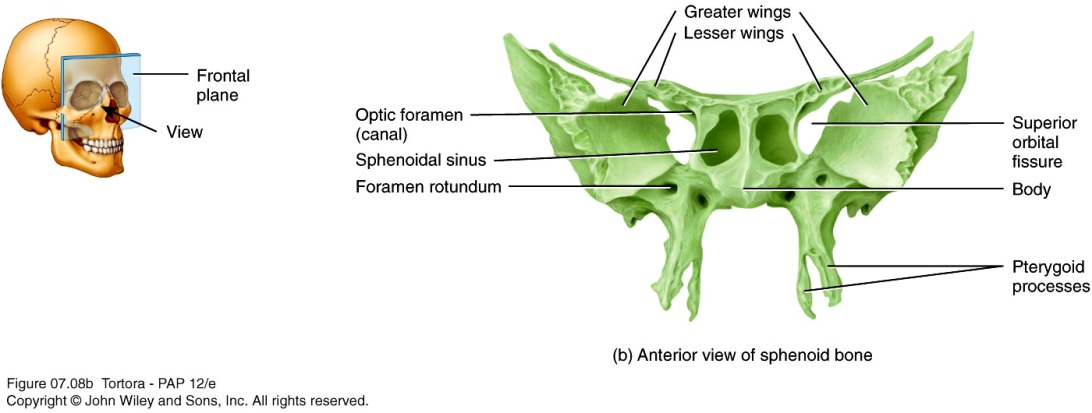 Frontal
plane
View
Greater wings
Lesser wings
Optic foramen
(canal)
Sphenoidal sinus
Foramen rotundum
Superior
orbital
fissure
Body
Pterygoid
processes
(b) Anterior view of sphenoid bone
Figure 07.08b Tortora - PAP 12/e
Copyright © John Wiley and Sons, Inc. All rights reserved.